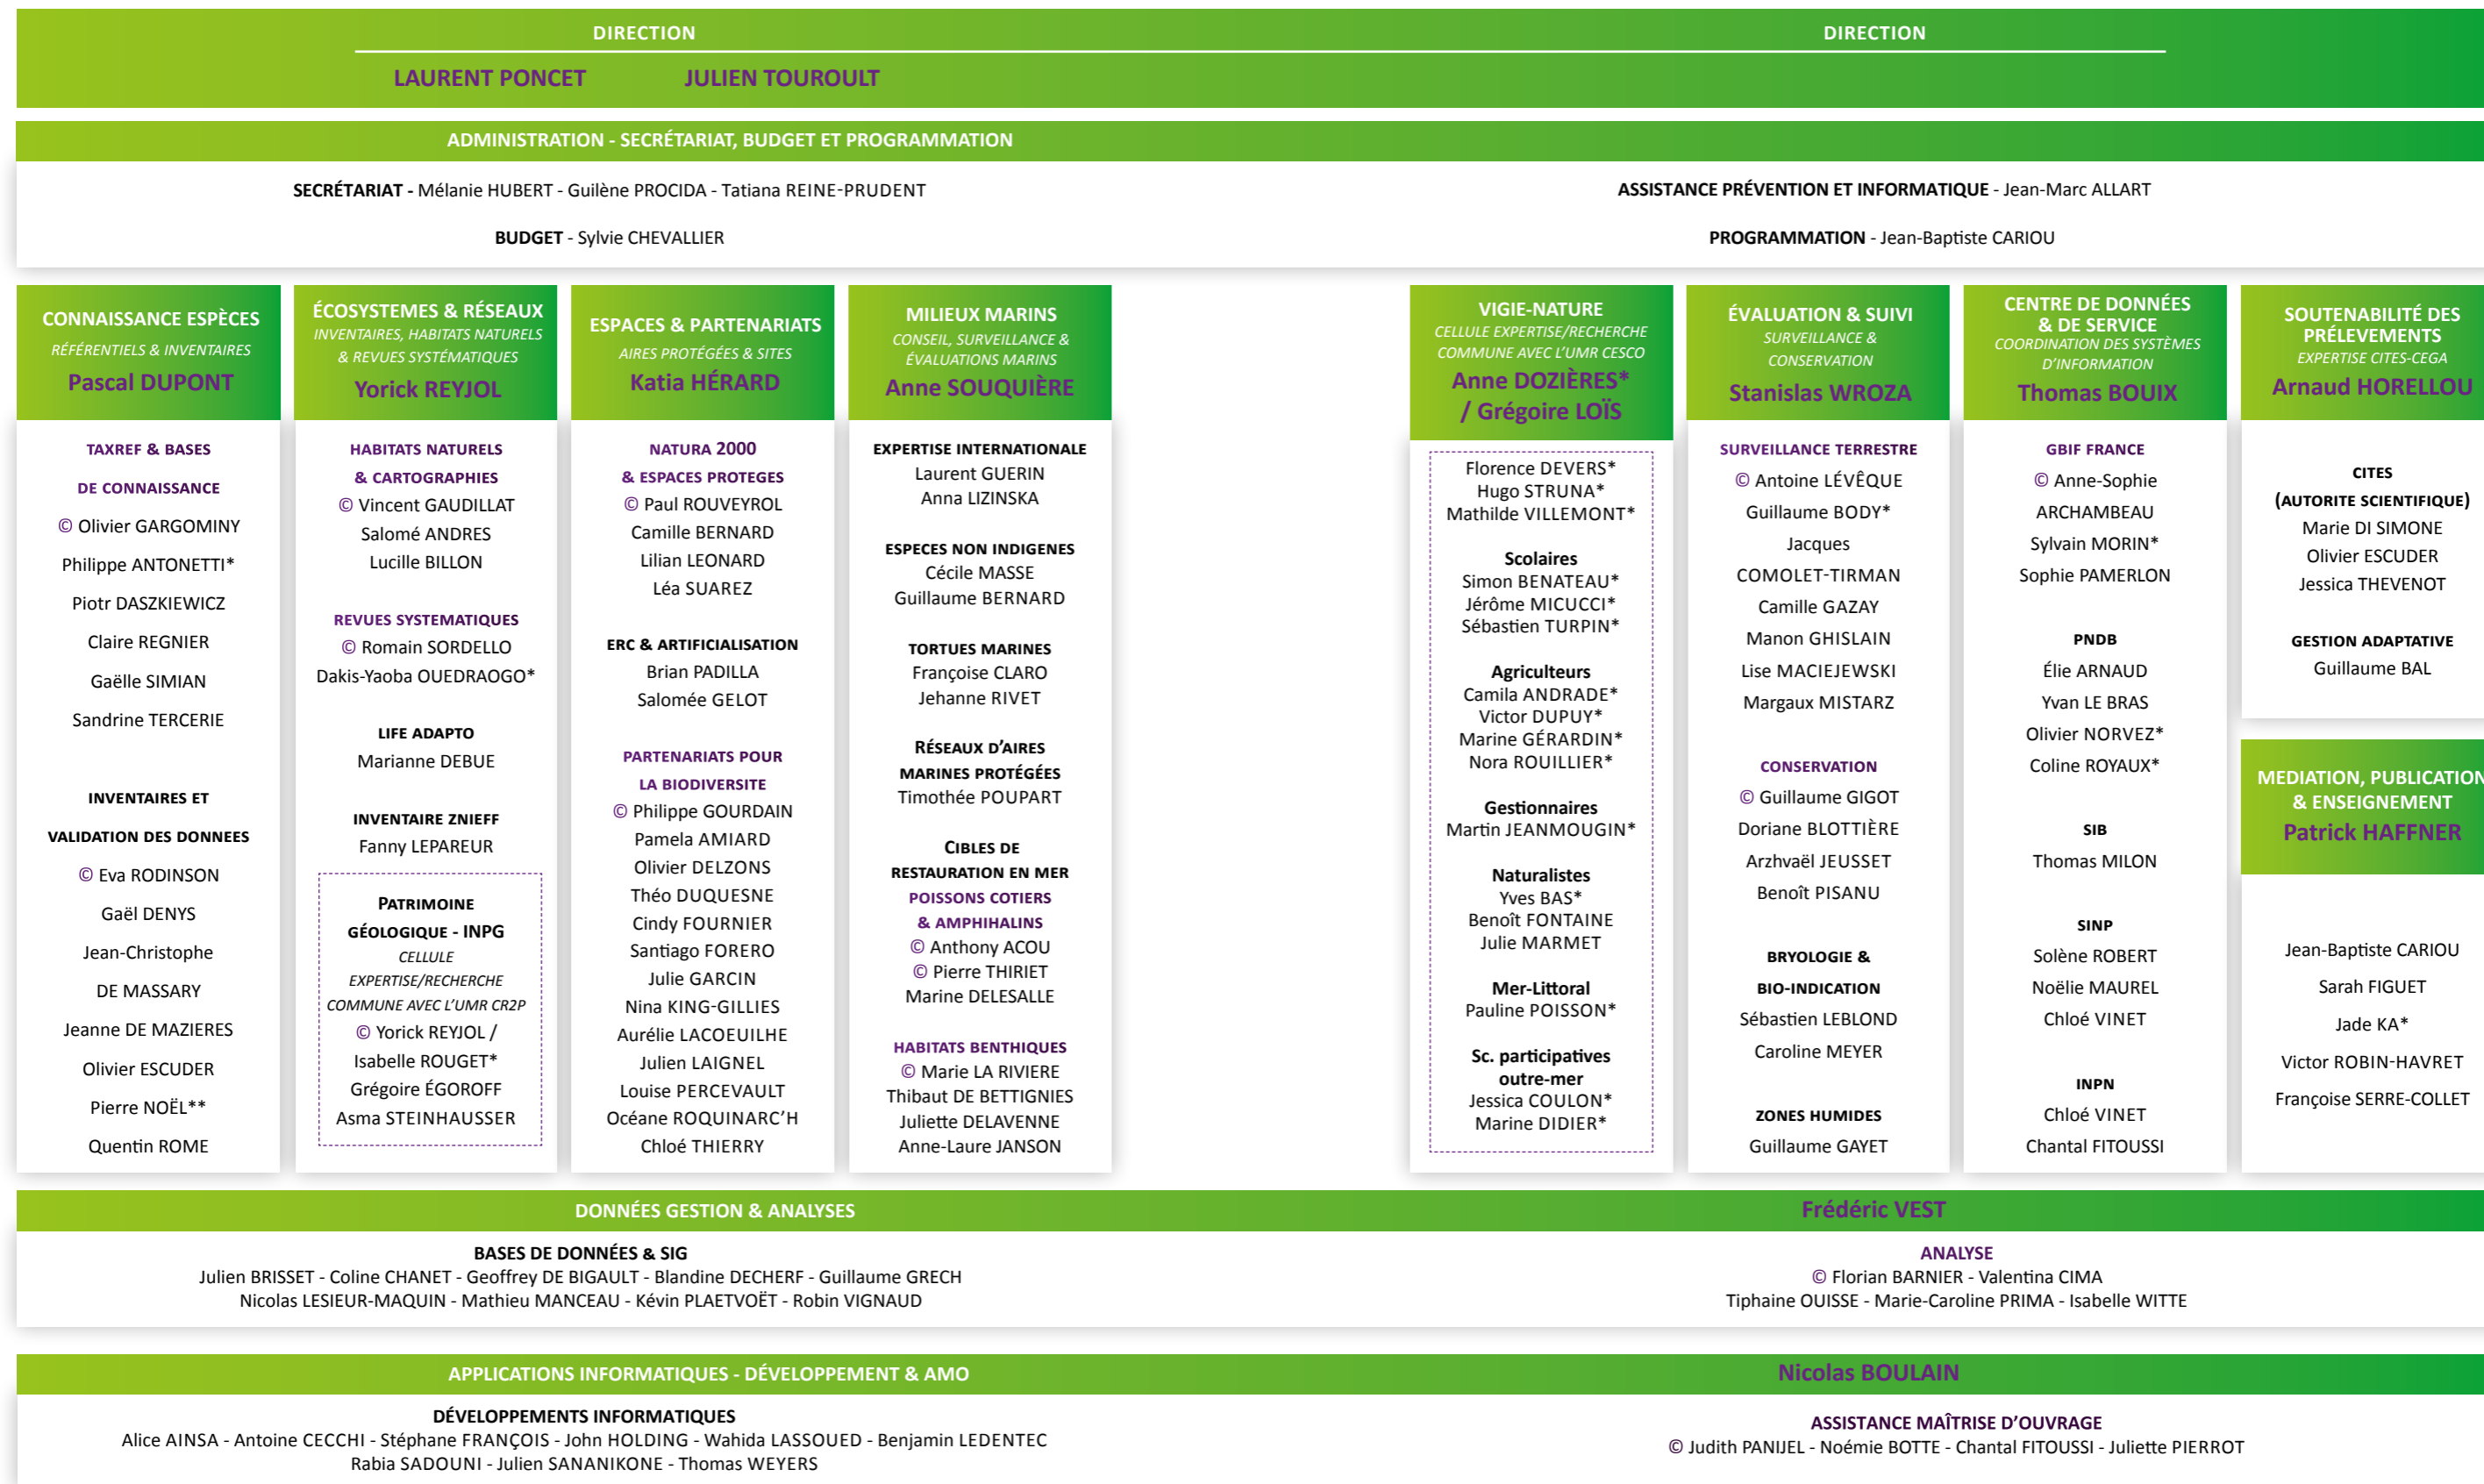 DIRECTION
DIRECTION
LAURENT PONCET
JULIEN TOUROULT
ADMINISTRATION - SECRÉTARIAT, BUDGET ET PROGRAMMATION
SECRÉTARIAT - Mélanie HUBERT - Guilène PROCIDA - Tatiana REINE-PRUDENT
ASSISTANCE PRÉVENTION ET INFORMATIQUE - Jean-Marc ALLART
BUDGET - Sylvie CHEVALLIER
PROGRAMMATION - Jean-Baptiste CARIOU
CONNAISSANCE ESPÈCES
RÉFÉRENTIELS & INVENTAIRES
Pascal DUPONT
TAXREF & BASES
DE CONNAISSANCE
© Olivier GARGOMINY
Philippe ANTONETTI*
Piotr DASZKIEWICZ
Claire REGNIER
Gaëlle SIMIAN
Sandrine TERCERIE
INVENTAIRES ET
VALIDATION DES DONNEES
© Eva RODINSON
Gaël DENYS
Jean-Christophe
DE MASSARY
Jeanne DE MAZIERES
Olivier ESCUDER
Pierre NOËL**
Quentin ROME
ÉCOSYSTEMES & RÉSEAUX
INVENTAIRES, HABITATS NATURELS
& REVUES SYSTÉMATIQUES
Yorick REYJOL
HABITATS NATURELS
& CARTOGRAPHIES
© Vincent GAUDILLAT
Salomé ANDRES
Lucille BILLON
REVUES SYSTEMATIQUES
© Romain SORDELLO
Dakis-Yaoba OUEDRAOGO*
LIFE ADAPTO
Marianne DEBUE
INVENTAIRE ZNIEFF
Fanny LEPAREUR
PATRIMOINE
GÉOLOGIQUE - INPG
CELLULE
EXPERTISE/RECHERCHE
COMMUNE AVEC L'UMR CR2P
© Yorick REYJOL /
Isabelle ROUGET*
Grégoire ÉGOROFF
Asma STEINHAUSSER
ESPACES & PARTENARIATS
AIRES PROTÉGÉES & SITES
Katia HÉRARD
NATURA 2000
& ESPACES PROTEGES
© Paul ROUVEYROL
Camille BERNARD
Lilian LEONARD
Léa SUAREZ
ERC & ARTIFICIALISATION
Brian PADILLA
Salomée GELOT
PARTENARIATS POUR
LA BIODIVERSITE
© Philippe GOURDAIN
Pamela AMIARD
Olivier DELZONS
Théo DUQUESNE
Cindy FOURNIER
Santiago FORERO
Julie GARCIN
Nina KING-GILLIES
Aurélie LACOEUILHE
Julien LAIGNEL
Louise PERCEVAULT
Océane ROQUINARC'H
Chloé THIERRY
MILIEUX MARINS
CONSEIL, SURVEILLANCE &
ÉVALUATIONS MARINS
Anne SOUQUIÈRE
EXPERTISE INTERNATIONALE
Laurent GUERIN
Anna LIZINSKA
ESPECES NON INDIGENES
Cécile MASSE
Guillaume BERNARD
TORTUES MARINES
Françoise CLARO
Jehanne RIVET
RÉSEAUX D'AIRES
MARINES PROTÉGÉES
Timothée POUPART
CIBLES DE
RESTAURATION EN MER
POISSONS COTIERS
& AMPHIHALINS
© Anthony ACOU
© Pierre THIRIET
Marine DELESALLE
HABITATS BENTHIQUES
© Marie LA RIVIERE
Thibaut DE BETTIGNIES
Juliette DELAVENNE
Anne-Laure JANSON
VIGIE-NATURE
CELLULE EXPERTISE/RECHERCHE
COMMUNE AVEC L'UMR CESCO
Anne DOZIÈRES*
/ Grégoire LOÏS
Florence DEVERS*
Hugo STRUNA*
Mathilde VILLEMONT*
Scolaires
Simon BENATEAU*
Jérôme MICUCCI*
Sébastien TURPIN*
Agriculteurs
Camila ANDRADE*
Victor DUPUY*
Marine GÉRARDIN*
Nora ROUILLIER*
Gestionnaires
Martin JEANMOUGIN*
Naturalistes
Yves BAS*
Benoît FONTAINE
Julie MARMET
Mer-Littoral
Pauline POISSON*
Sc. participatives
outre-mer
Jessica COULON*
Marine DIDIER*
ÉVALUATION & SUIVI
SURVEILLANCE &
CONSERVATION
Stanislas WROZA
SURVEILLANCE TERRESTRE
© Antoine LÉVÊQUE
Guillaume BODY*
Jacques
COMOLET-TIRMAN
Camille GAZAY
Manon GHISLAIN
Lise MACIEJEWSKI
Margaux MISTARZ
CONSERVATION
© Guillaume GIGOT
Doriane BLOTTIÈRE
Arzhvaël JEUSSET
Benoît PISANU
BRYOLOGIE &
BIO-INDICATION
Sébastien LEBLOND
Caroline MEYER
ZONES HUMIDES
Guillaume GAYET
CENTRE DE DONNÉES
& DE SERVICE
COORDINATION DES SYSTÈMES
D'INFORMATION
Thomas BOUIX
GBIF FRANCE
© Anne-Sophie
ARCHAMBEAU
Sylvain MORIN*
Sophie PAMERLON
PNDB
Élie ARNAUD
Yvan LE BRAS
Olivier NORVEZ*
Coline ROYAUX*
SIB
Thomas MILON
SINP
Solène ROBERT
Noëlie MAUREL
Chloé VINET
INPN
Chloé VINET
Chantal FITOUSSI
SOUTENABILITÉ DES
PRÉLEVEMENTS
EXPERTISE CITES-CEGA
Arnaud HORELLOU
CITES
(AUTORITE SCIENTIFIQUE)
Marie DI SIMONE
Olivier ESCUDER
Jessica THEVENOT
GESTION ADAPTATIVE
Guillaume BAL
MEDIATION, PUBLICATION
& ENSEIGNEMENT
Patrick HAFFNER
Jean-Baptiste CARIOU
Sarah FIGUET
Jade KA*
Victor ROBIN-HAVRET
Françoise SERRE-COLLET
DONNÉES GESTION & ANALYSES
Frédéric VEST
BASES DE DONNÉES & SIG
Julien BRISSET - Coline CHANET - Geoffrey DE BIGAULT - Blandine DECHERF - Guillaume GRECH
Nicolas LESIEUR-MAQUIN - Mathieu MANCEAU - Kévin PLAETVOËT - Robin VIGNAUD
ANALYSE
© Florian BARNIER - Valentina CIMA
Tiphaine OUISSE - Marie-Caroline PRIMA - Isabelle WITTE
APPLICATIONS INFORMATIQUES - DÉVELOPPEMENT & AMO
Nicolas BOULAIN
DÉVELOPPEMENTS INFORMATIQUES
Alice AINSA - Antoine CECCHI - Stéphane FRANÇOIS - John HOLDING - Wahida LASSOUED - Benjamin LEDENTEC
Rabia SADOUNI - Julien SANANIKONE - Thomas WEYERS
ASSISTANCE MAÎTRISE D'OUVRAGE
© Judith PANIJEL - Noémie BOTTE - Chantal FITOUSSI - Juliette PIERROT